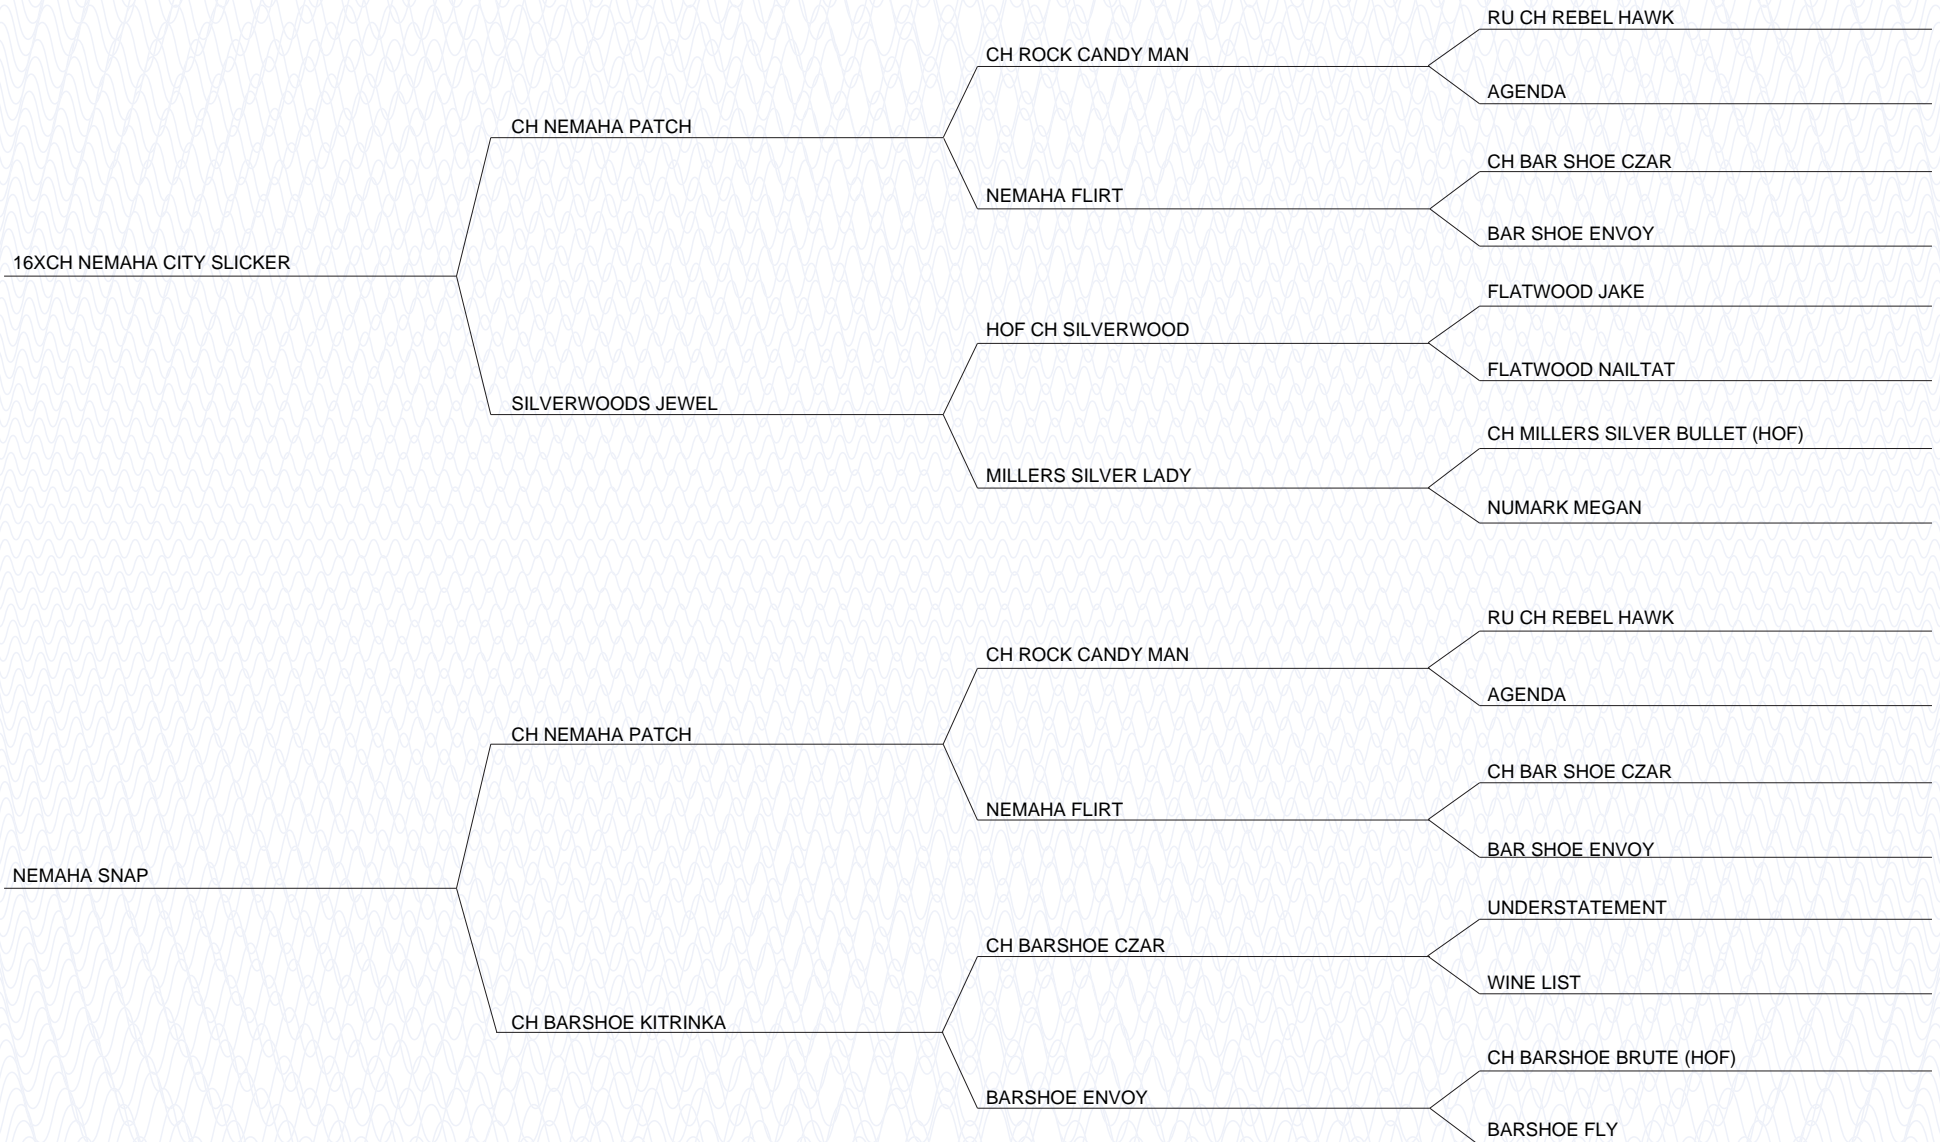 RU CH REBEL HAWK
CH ROCK CANDY MAN
AGENDA
CH NEMAHA PATCH
CH BAR SHOE CZAR
NEMAHA FLIRT
BAR SHOE ENVOY
16XCH NEMAHA CITY SLICKER
FLATWOOD JAKE
HOF CH SILVERWOOD
FLATWOOD NAILTAT
SILVERWOODS JEWEL
CH MILLERS SILVER BULLET (HOF)
MILLERS SILVER LADY
NUMARK MEGAN
RU CH REBEL HAWK
CH ROCK CANDY MAN
AGENDA
CH NEMAHA PATCH
CH BAR SHOE CZAR
NEMAHA FLIRT
BAR SHOE ENVOY
NEMAHA SNAP
UNDERSTATEMENT
CH BARSHOE CZAR
WINE LIST
CH BARSHOE KITRINKA
CH BARSHOE BRUTE (HOF)
BARSHOE ENVOY
BARSHOE FLY